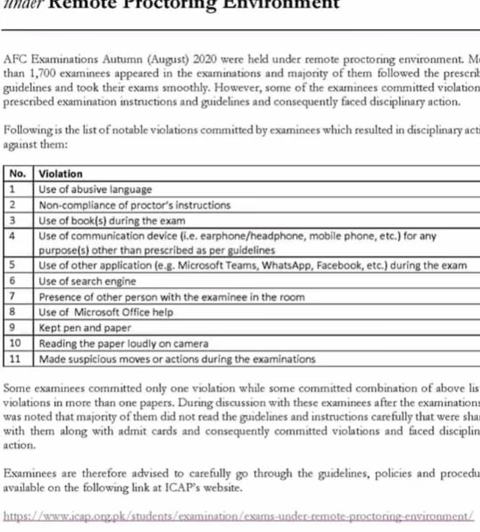 under Remote Proctoring Environment
AFC Examinations Autumn (August) 2020 were held under remote proctoring environment. M
than 1,700 examinees appeared in the examinations and majority of them followed the prescrib
guidelines and took their exams smoothly. However, some of the examinees committed violation
prescribed examination instructions and guidelines and consequently faced disciplinary action.
Following is the list of notable violations committed by examinees which resulted in disciplinary acti
against them:
No. Violation
1 Use of abusive language
2 Non-compliance of proctor's instructions
3 Use of book(s) during the exam
4 Use of communication device (i.e. earphone/headphone, mobile phone, etc.) for any
purpose(s) other than prescribed as per guidelines
5 Use of other application (e.g. Microsoft Teams, WhatsApp, Facebook, etc.) during the exam
6 Use of search engine
7 Presence of other person with the examinee in the room
8 Use of Microsoft Office help
9 Kept pen and paper
10 Reading the paper loudly on camera
11 Made suspicious moves or actions during the examinations
Some examinees committed only one violation while some committed combination of above lis
violations in more than one papers. During discussion with these examinees after the examination
was noted that majority of them did not read the guidelines and instructions carefully that were sha
with them along with admit cards and consequently committed violations and faced disciplin
action.
Examinees are therefore advised to carefully go through the guidelines, policies and procedu
available on the following link at ICAP's website.
https://www.icap.org.pk/students/examination/exams-under-remote-proctoring-environment/